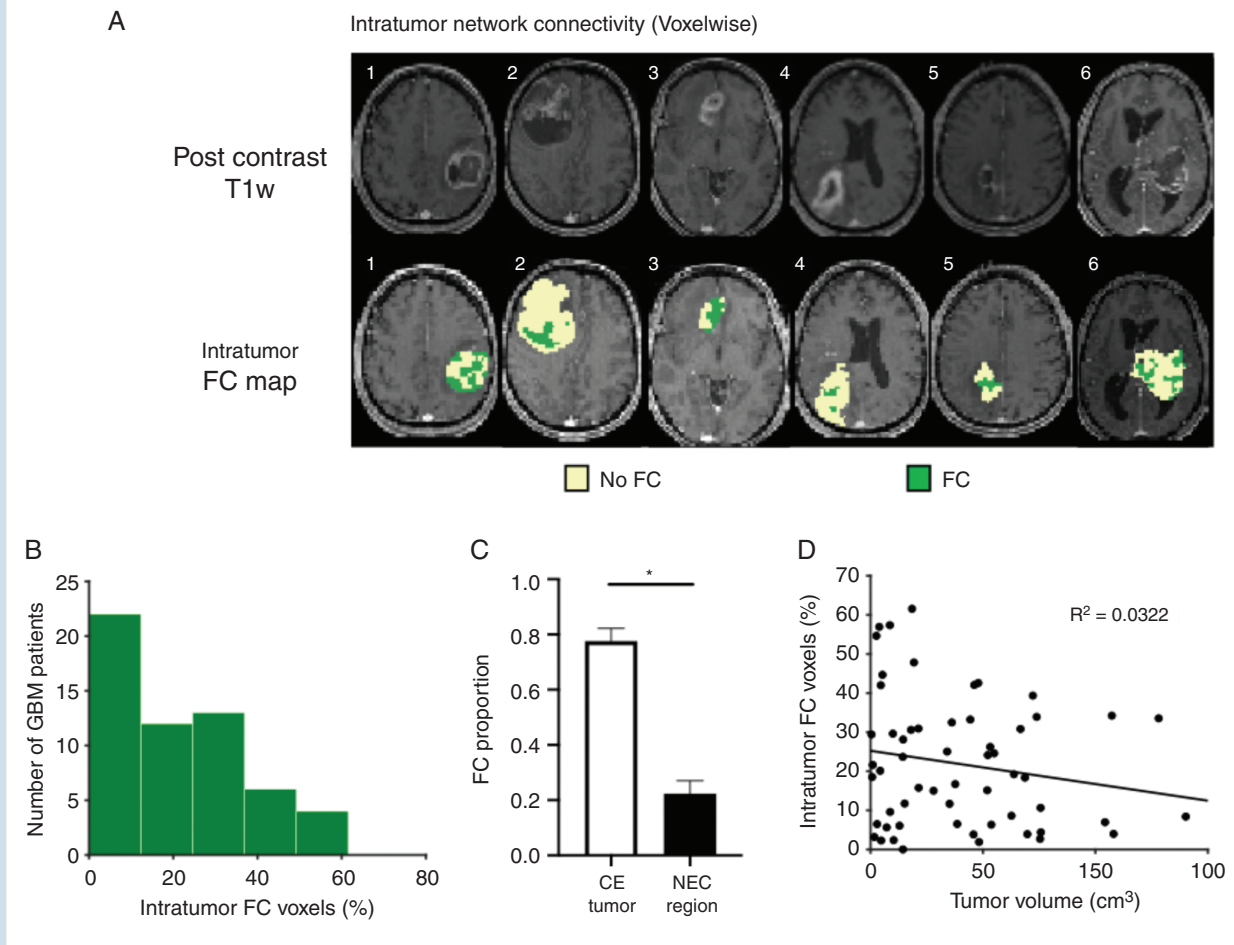 A
Intratumor network connectivity (Voxelwise)
1 2 3 4 5 6
Post contrast
T1w
1 2 3 4 5 6
Intratumor
FC map
No FC FC
B
25
20
15
10
5
0
0 20 40 60 80
Number of GBM patients
Intratumor FC voxels (%)
C
*
1.0
0.8
0.6
0.4
0.2
0.0
FC proportion
CE
tumor
NEC
region
D
70
60
50
40
30
20
10
0
R² = 0.0322
Intratumor FC voxels (%)
0 50 150 100
Tumor volume (cm³)